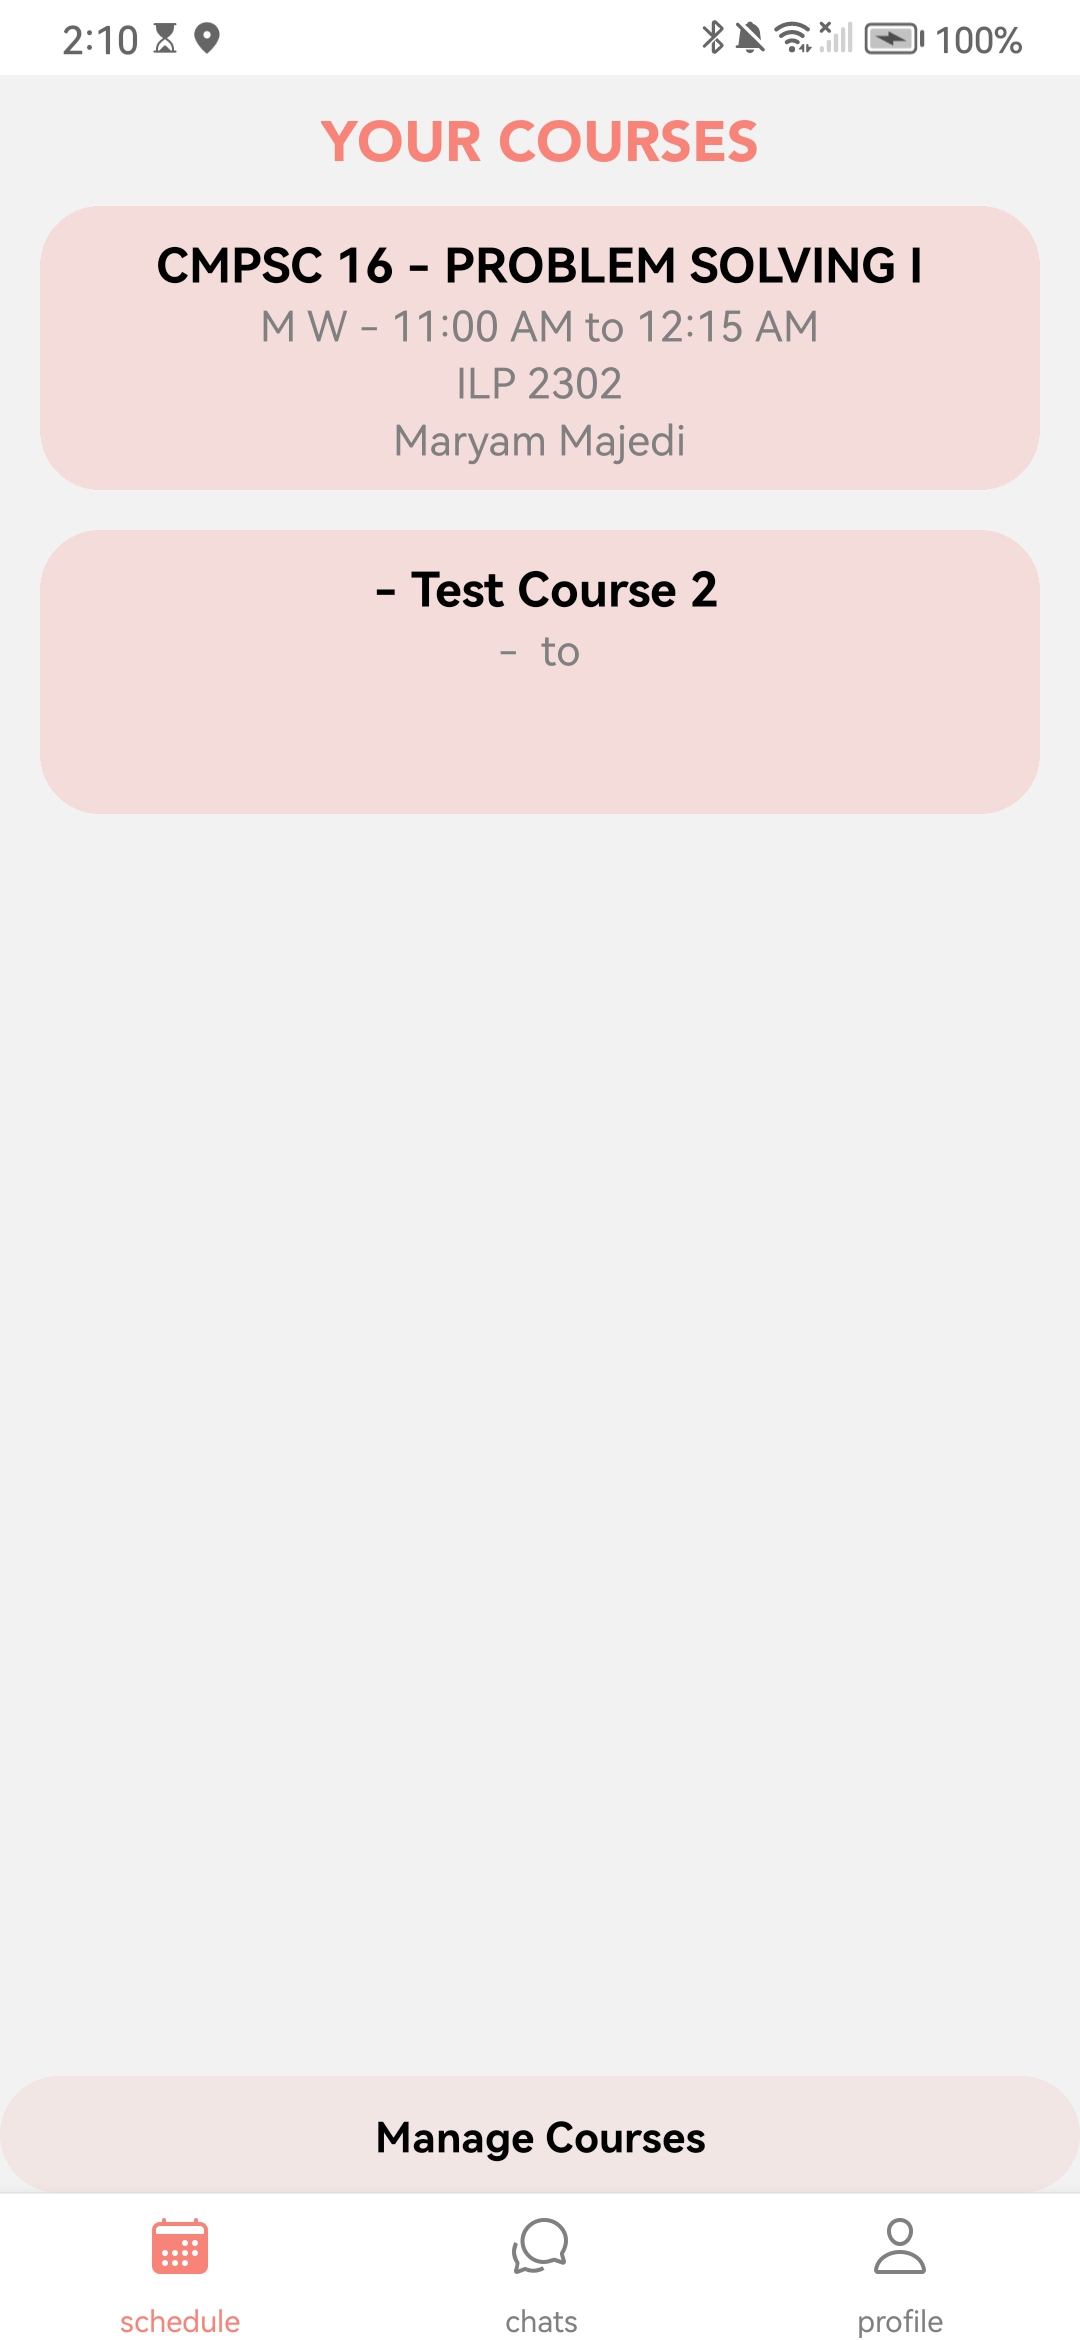 2:10 100%
YOUR COURSES
CMPSC 16 - PROBLEM SOLVING I
M W - 11:00 AM to 12:15 AM
ILP 2302
Maryam Majedi
- Test Course 2
- to
Manage Courses
schedule chats profile